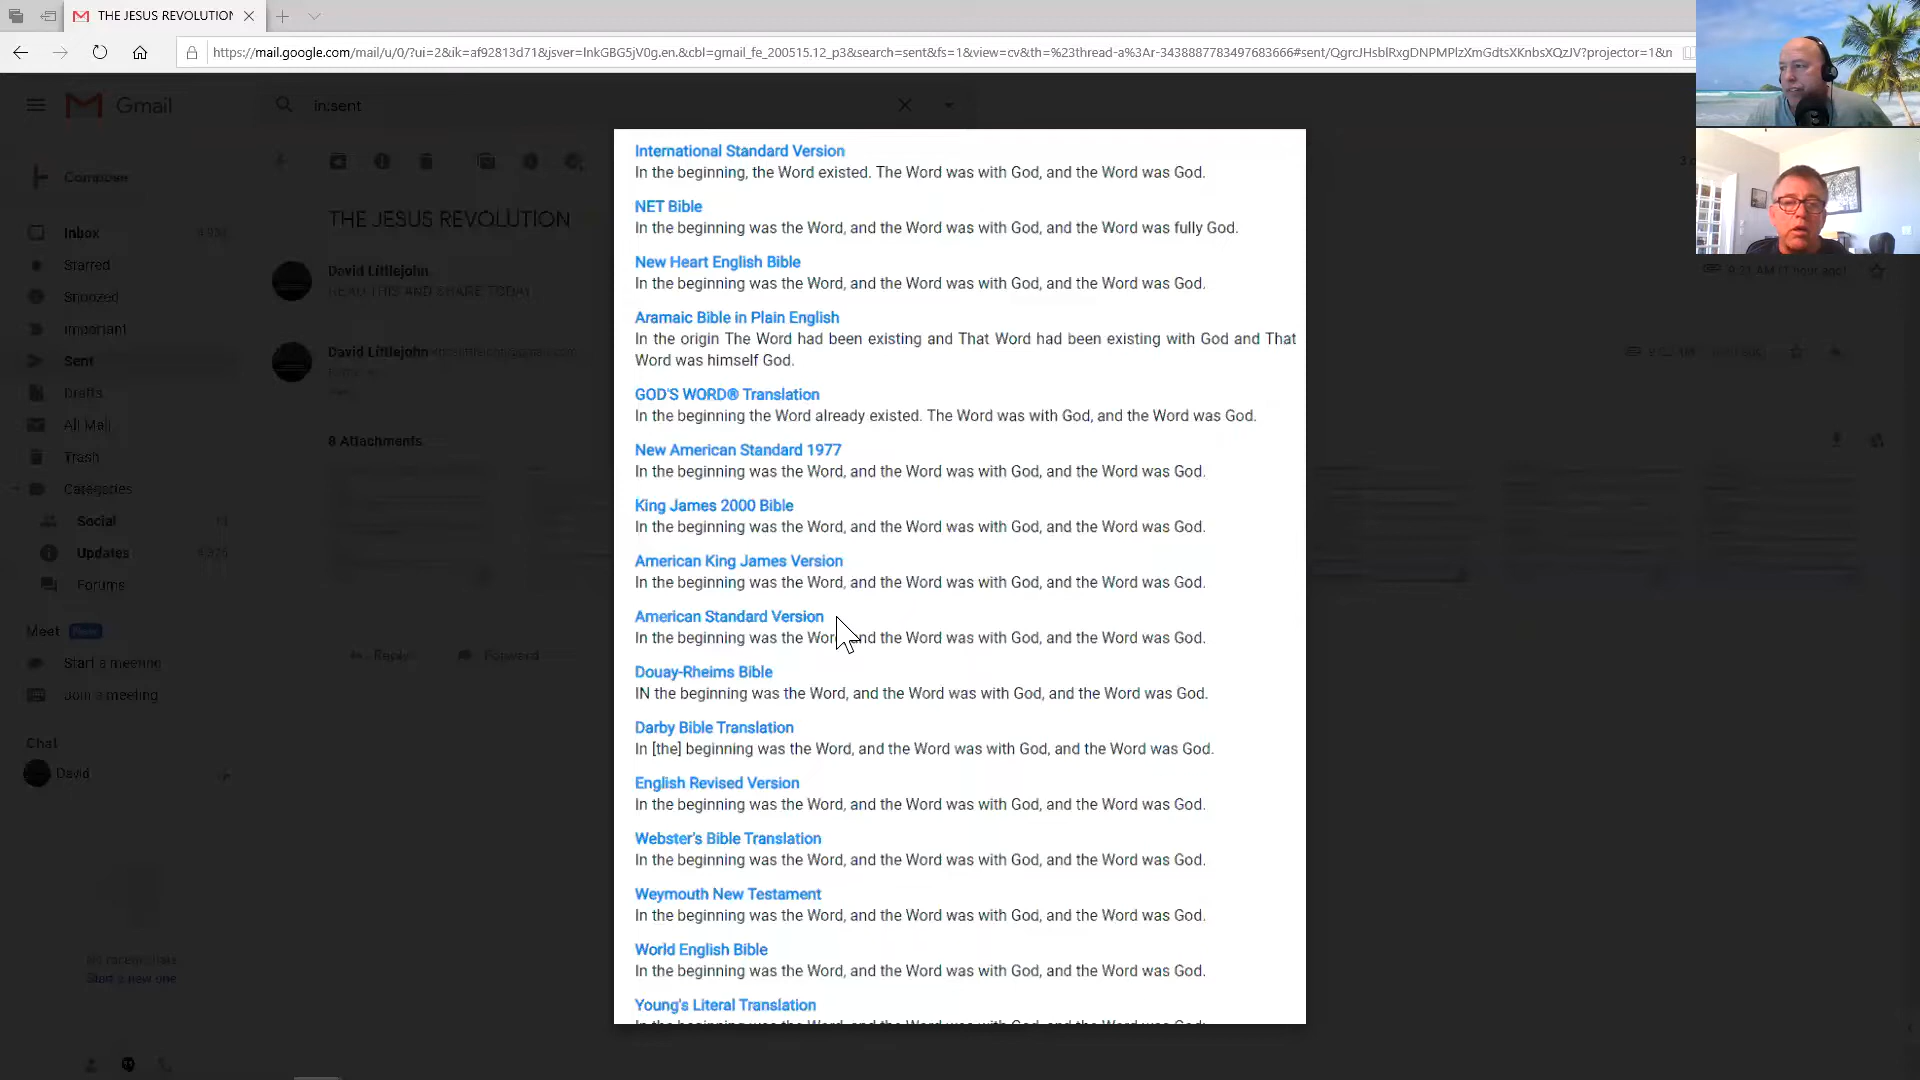 THE JESUS REVOLUTION
https://mail.google.com/mail/u/0/?ui=2&ik=af92813d71&jsver=lnkGBG5jV0g.en.&cbl=gmail_fe_200515.12_p3&search=sent&fs=1&view=cv&th=%23thread-a%3Ar-3438887783497683666#sent/QgrcJHsblRxgDNPMPlzXmGdtsXKnbsXQzJV?projector=1&n
Gmail
in:sent
Compose
Inbox
Starred
Snoozed
Important
Sent
Drafts
All Mail
Trash
Categories
Social
Updates
Forums
Meet
Start a meeting
Join a meeting
Chat
David
Start a new one
THE JESUS REVOLUTION
David Littlejohn
READ THIS AND SHARE TODAY
9:31 AM (1 hour ago)
David Littlejohn
8 Attachments
Reply
Forward
International Standard Version
In the beginning, the Word existed. The Word was with God, and the Word was God.
NET Bible
In the beginning was the Word, and the Word was with God, and the Word was fully God.
New Heart English Bible
In the beginning was the Word, and the Word was with God, and the Word was God.
Aramaic Bible in Plain English
In the origin The Word had been existing and That Word had been existing with God and That
Word was himself God.
GOD'S WORD® Translation
In the beginning the Word already existed. The Word was with God, and the Word was God.
New American Standard 1977
In the beginning was the Word, and the Word was with God, and the Word was God.
King James 2000 Bible
In the beginning was the Word, and the Word was with God, and the Word was God.
American King James Version
In the beginning was the Word, and the Word was with God, and the Word was God.
American Standard Version
In the beginning was the Word, and the Word was with God, and the Word was God.
Douay-Rheims Bible
IN the beginning was the Word, and the Word was with God, and the Word was God.
Darby Bible Translation
In [the] beginning was the Word, and the Word was with God, and the Word was God.
English Revised Version
In the beginning was the Word, and the Word was with God, and the Word was God.
Webster's Bible Translation
In the beginning was the Word, and the Word was with God, and the Word was God.
Weymouth New Testament
In the beginning was the Word, and the Word was with God, and the Word was God.
World English Bible
In the beginning was the Word, and the Word was with God, and the Word was God.
Young's Literal Translation